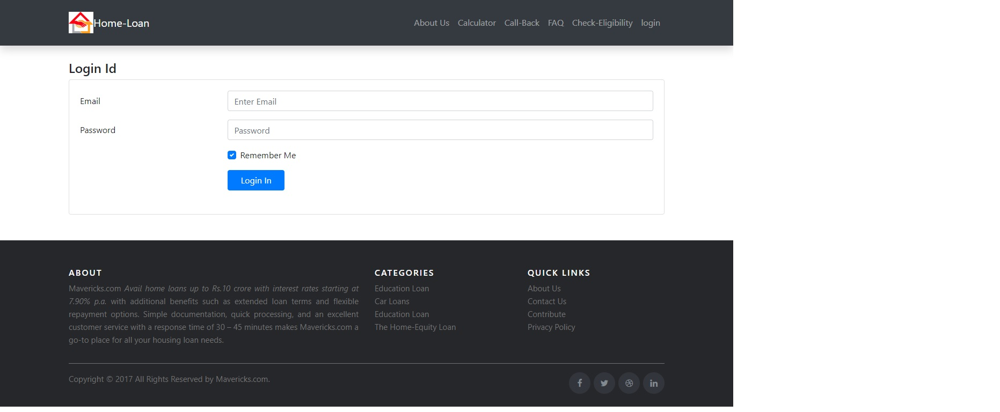 Home-Loan
About Us Calculator Call-Back FAQ Check-Eligibility login
Login Id
Email
Enter Email
Password
Password
Remember Me
Login In
ABOUT
Mavericks.com Avail home loans up to Rs.10 crore with interest rates starting at
7.90% p.a. with additional benefits such as extended loan terms and flexible
repayment options. Simple documentation, quick processing, and an excellent
customer service with a response time of 30 – 45 minutes makes Mavericks.com a
go-to place for all your housing loan needs.
CATEGORIES
Education Loan
Car Loans
Education Loan
The Home-Equity Loan
QUICK LINKS
About Us
Contact Us
Contribute
Privacy Policy
Copyright © 2017 All Rights Reserved by Mavericks.com.